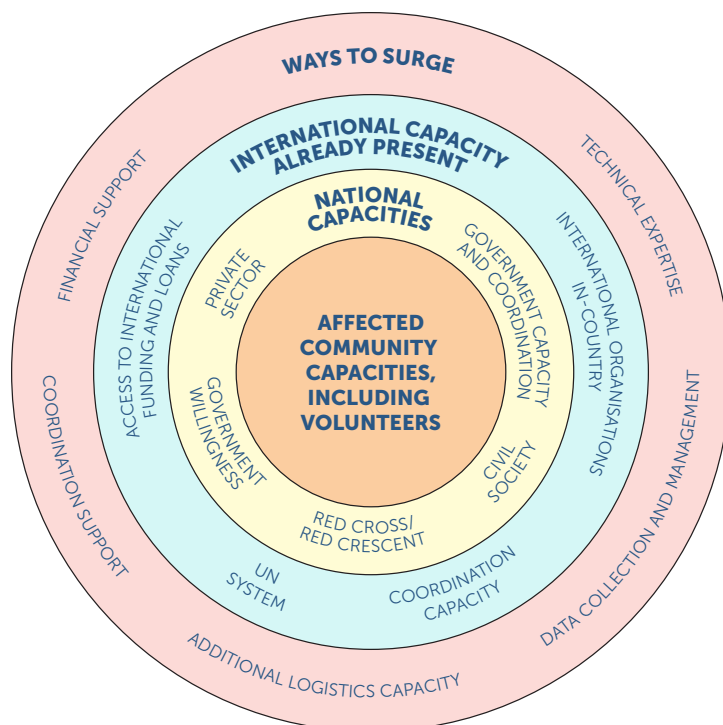 WAYS TO SURGE
TECHNICAL EXPERTISE
DATA COLLECTION AND MANAGEMENT
ADDITIONAL LOGISTICS CAPACITY
COORDINATION SUPPORT
FINANCIAL SUPPORT
INTERNATIONAL CAPACITY
ALREADY PRESENT
INTERNATIONAL ORGANISATIONS
IN-COUNTRY
COORDINATION
CAPACITY
UN
SYSTEM
ACCESS TO INTERNATIONAL
FUNDING AND LOANS
NATIONAL
CAPACITIES
GOVERNMENT CAPACITY
AND COORDINATION
CIVIL
SOCIETY
RED CROSS/
RED CRESCENT
GOVERNMENT
WILLINGNESS
PRIVATE
SECTOR
AFFECTED
COMMUNITY
CAPACITIES,
INCLUDING
VOLUNTEERS